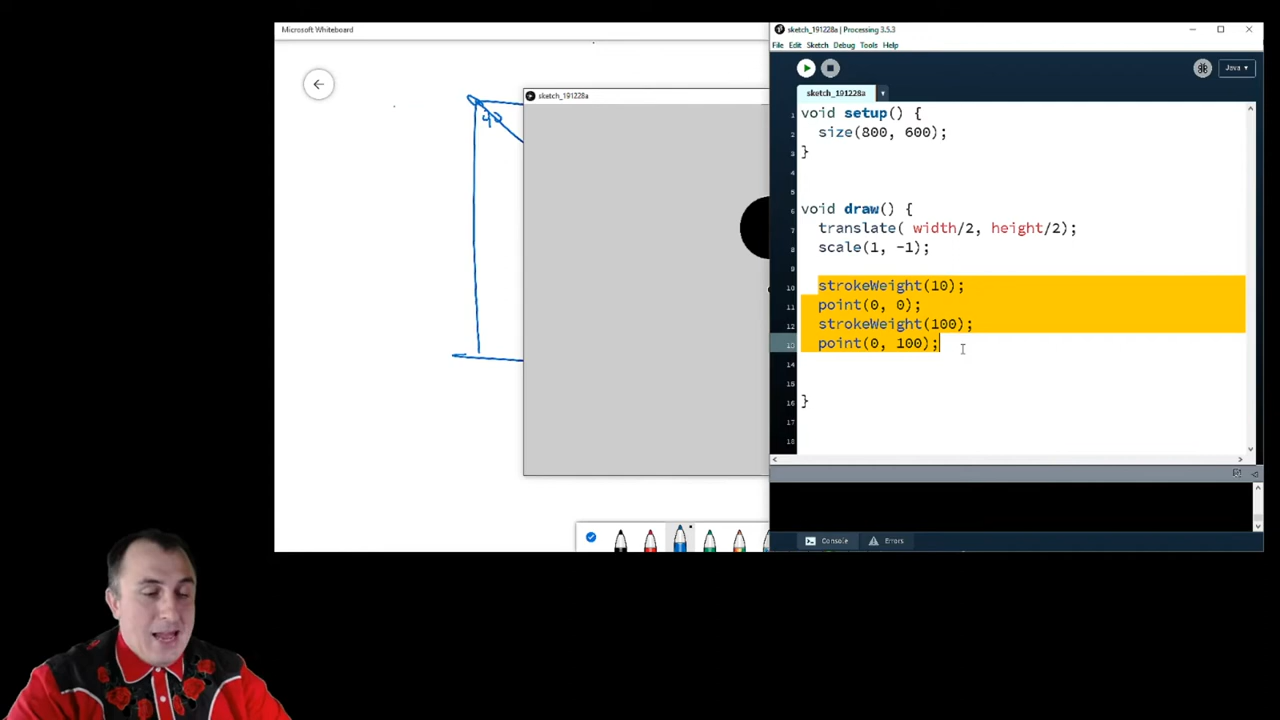 Microsoft Whiteboard
40
sketch_191228a
sketch_191228a | Processing 3.5.3
File Edit Sketch Debug Tools Help
Java ▾
sketch_191228a
1 void setup() {
2 size(800, 600);
3 }
4
5
6 void draw() {
7 translate( width/2, height/2);
8 scale(1, -1);
9
10 strokeWeight(10);
11 point(0, 0);
12 strokeWeight(100);
13 point(0, 100);
14
15
16 }
17
18
Console Errors